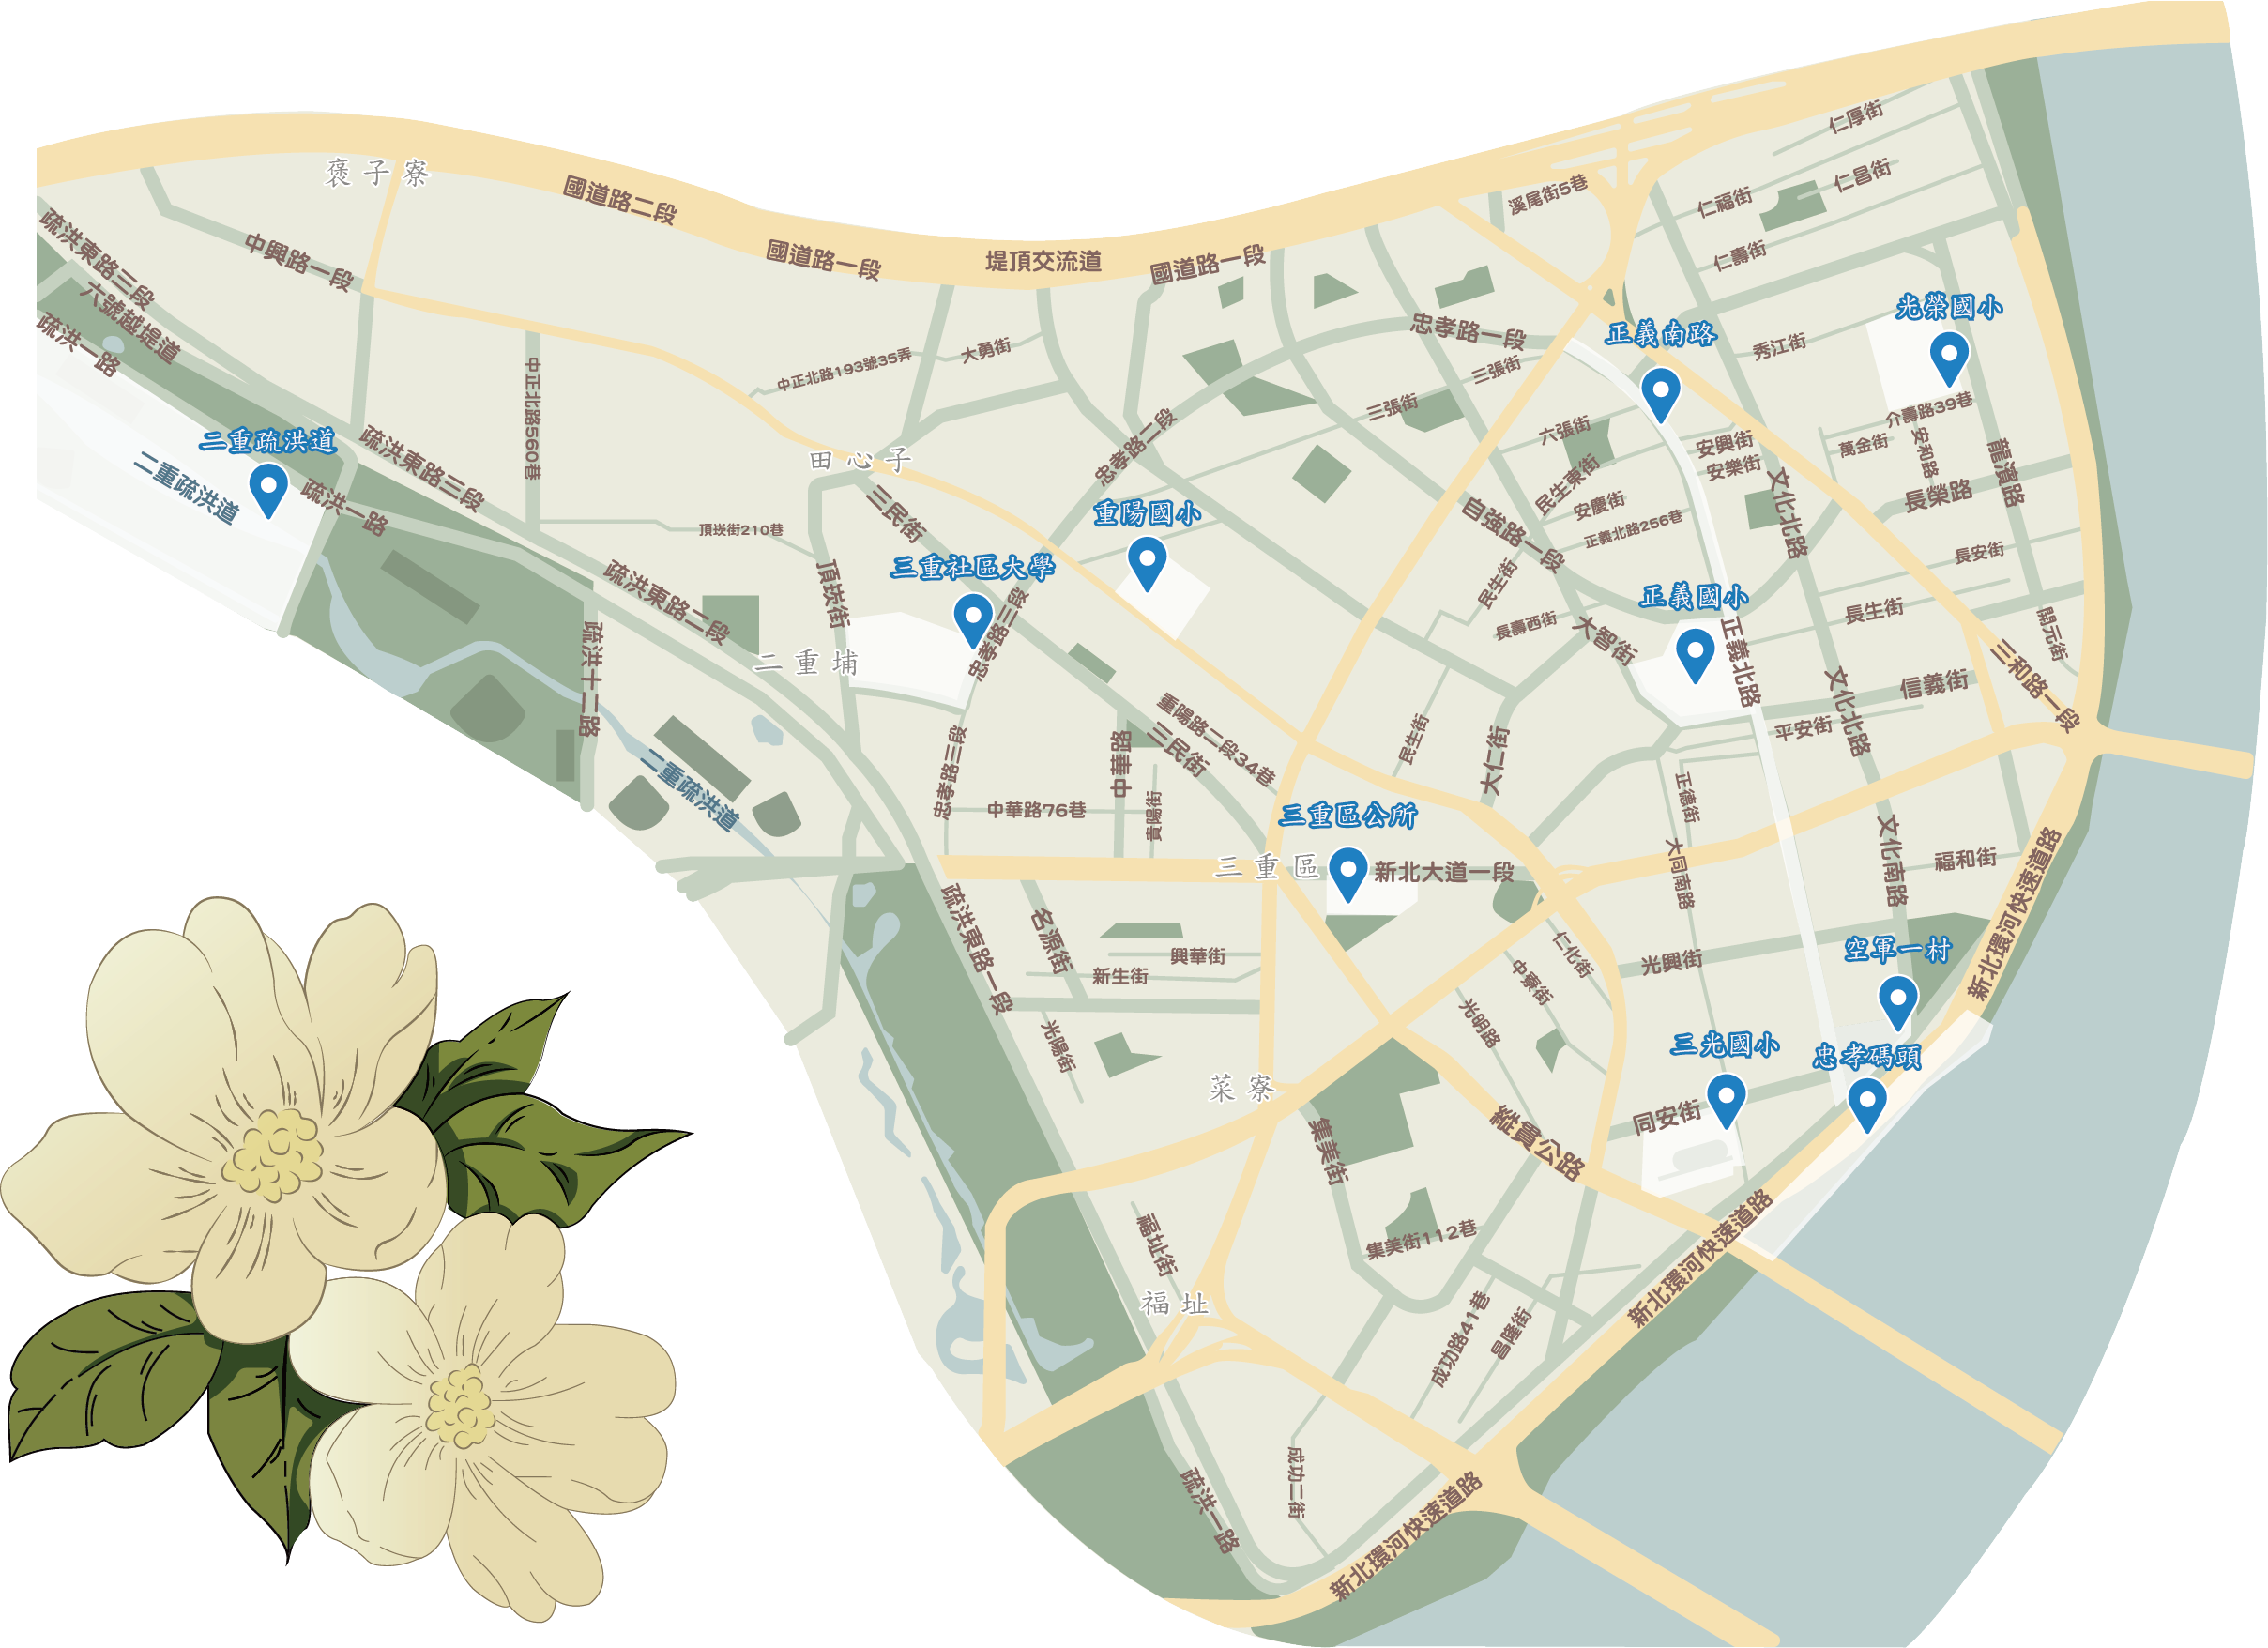 仁厚街
褒子寮
國道路二段
仁昌街
溪尾街5巷
仁福街
疏洪東路三段
中興路一段
國道路一段
堤頂交流道
國道路一段
仁壽街
六號越堤道
疏洪一路
忠孝路一段
正義南路
光榮國小
中正北路193號35弄
大勇街
三張街
秀江街
中正北路560巷
三張街
介壽路39巷
二重疏洪道
疏洪東路三段
田心子
忠孝路二段
六張街
安興街
萬金街
安和路
龍濱路
二重疏洪道
疏洪一路
三民街
重陽國小
民生東街
安樂街
文化北路
長榮路
頂崁街210巷
自強路一段
安慶街
正義北路256巷
長安街
疏洪東路二段
頂崁街
三重社區大學
忠孝路三段
民生街
正義國小
長生街
疏洪十二路
二重埔
長壽西街
大智街
正義北路
開元街
三和路一段
信義街
文化北路
二重疏洪道
忠孝路三段
中華路
重陽路二段34巷
三民街
民生街
大仁街
平安街
中華路76巷
貴陽街
正德街
三重區公所
三重區
新北大道一段
大同南路
文化南路
福和街
新北環河快速道路
疏洪東路一段
名源街
興華街
新生街
仁化街
中寮街
光興街
空軍一村
光陽街
光明路
三光國小
忠孝碼頭
菜寮
集美街
縱貫公路
同安街
福址街
集美街112巷
新北環河快速道路
福址
成功路41巷
昌隆街
疏洪一路
成功二街
新北環河快速道路